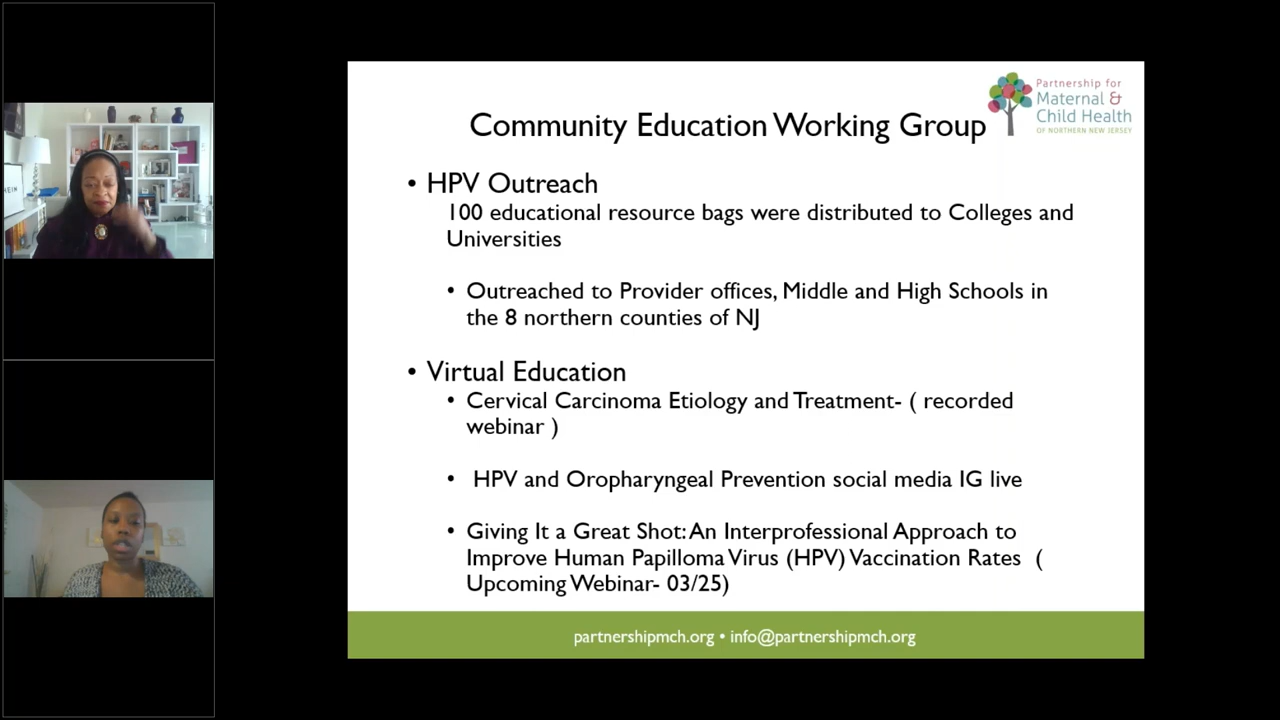 Partnership for
Maternal &
Child Health
OF NORTHERN NEW JERSEY
Community Education Working Group
• HPV Outreach
100 educational resource bags were distributed to Colleges and
Universities
• Outreached to Provider offices, Middle and High Schools in
the 8 northern counties of NJ
• Virtual Education
• Cervical Carcinoma Etiology and Treatment- ( recorded
webinar )
• HPV and Oropharyngeal Prevention social media IG live
• Giving It a Great Shot: An Interprofessional Approach to
Improve Human Papilloma Virus (HPV) Vaccination Rates (
Upcoming Webinar- 03/25)
partnershipmch.org • info@partnershipmch.org